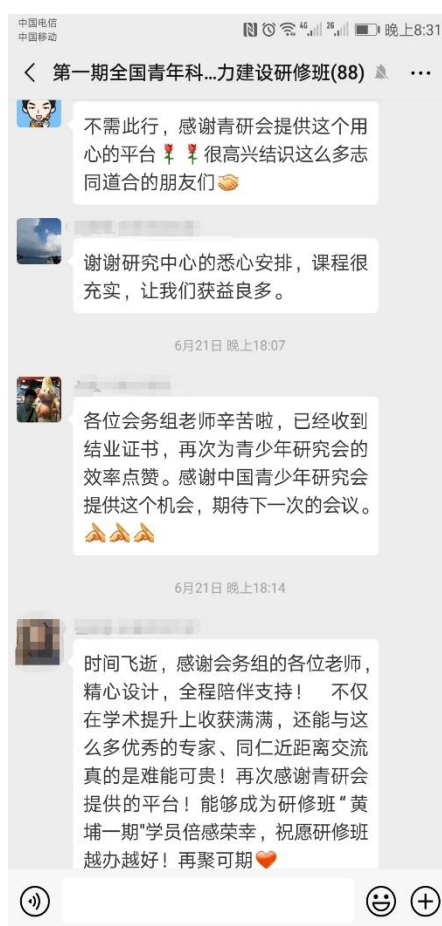 中国电信
中国移动
4G
2G
晚上8:31
第一期全国青年科...力建设研修班(88)
不需此行，感谢青研会提供这个用
心的平台🌹🌹很高兴结识这么多志
同道合的朋友们🤝
谢谢研究中心的悉心安排，课程很
充实，让我们获益良多。
6月21日 晚上18:07
各位会务组老师辛苦啦，已经收到
结业证书，再次为青少年研究会的
效率点赞。感谢中国青少年研究会
提供这个机会，期待下一次的会议。
🙏🙏🙏
6月21日 晚上18:14
时间飞逝，感谢会务组的各位老师，
精心设计，全程陪伴支持！ 不仅
在学术提升上收获满满，还能与这
么多优秀的专家、同仁近距离交流
真的是难能可贵！再次感谢青研会
提供的平台！能够成为研修班“黄
埔一期"学员倍感荣幸，祝愿研修班
越办越好！再聚可期❤️